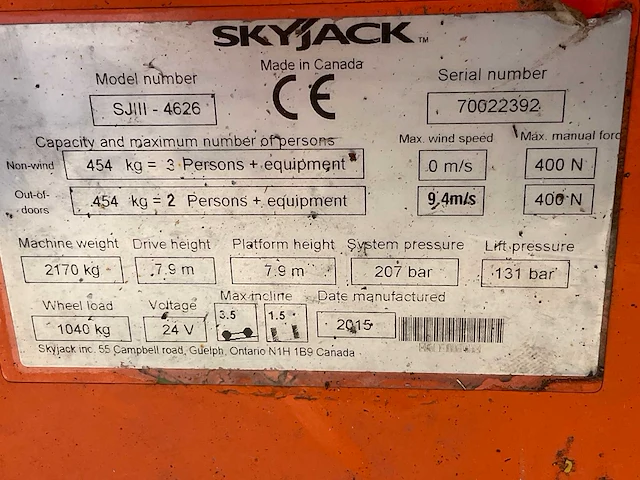 SKYJACK TM
Made in Canada
Model number
Serial number
SJIII - 4626
CE
70022392
Capacity and maximum number of persons
Max. wind speed
Max. manual forc
Non-wind
454 kg = 3 Persons + equipment
0 m/s
400 N
Out-of-
doors
454 kg = 2 Persons + equipment
9.4m/s
400 N
Machine weight
Drive height
Platform height
System pressure
Lift pressure
2170 kg
7.9 m
7.9 m
207 bar
131 bar
Wheel load
Voltage
Max incline
Date manufactured
1040 kg
24 V
3.5
1.5
2015
Skyjack inc. 55 Campbell road, Guelph, Ontario N1H 1B9 Canada